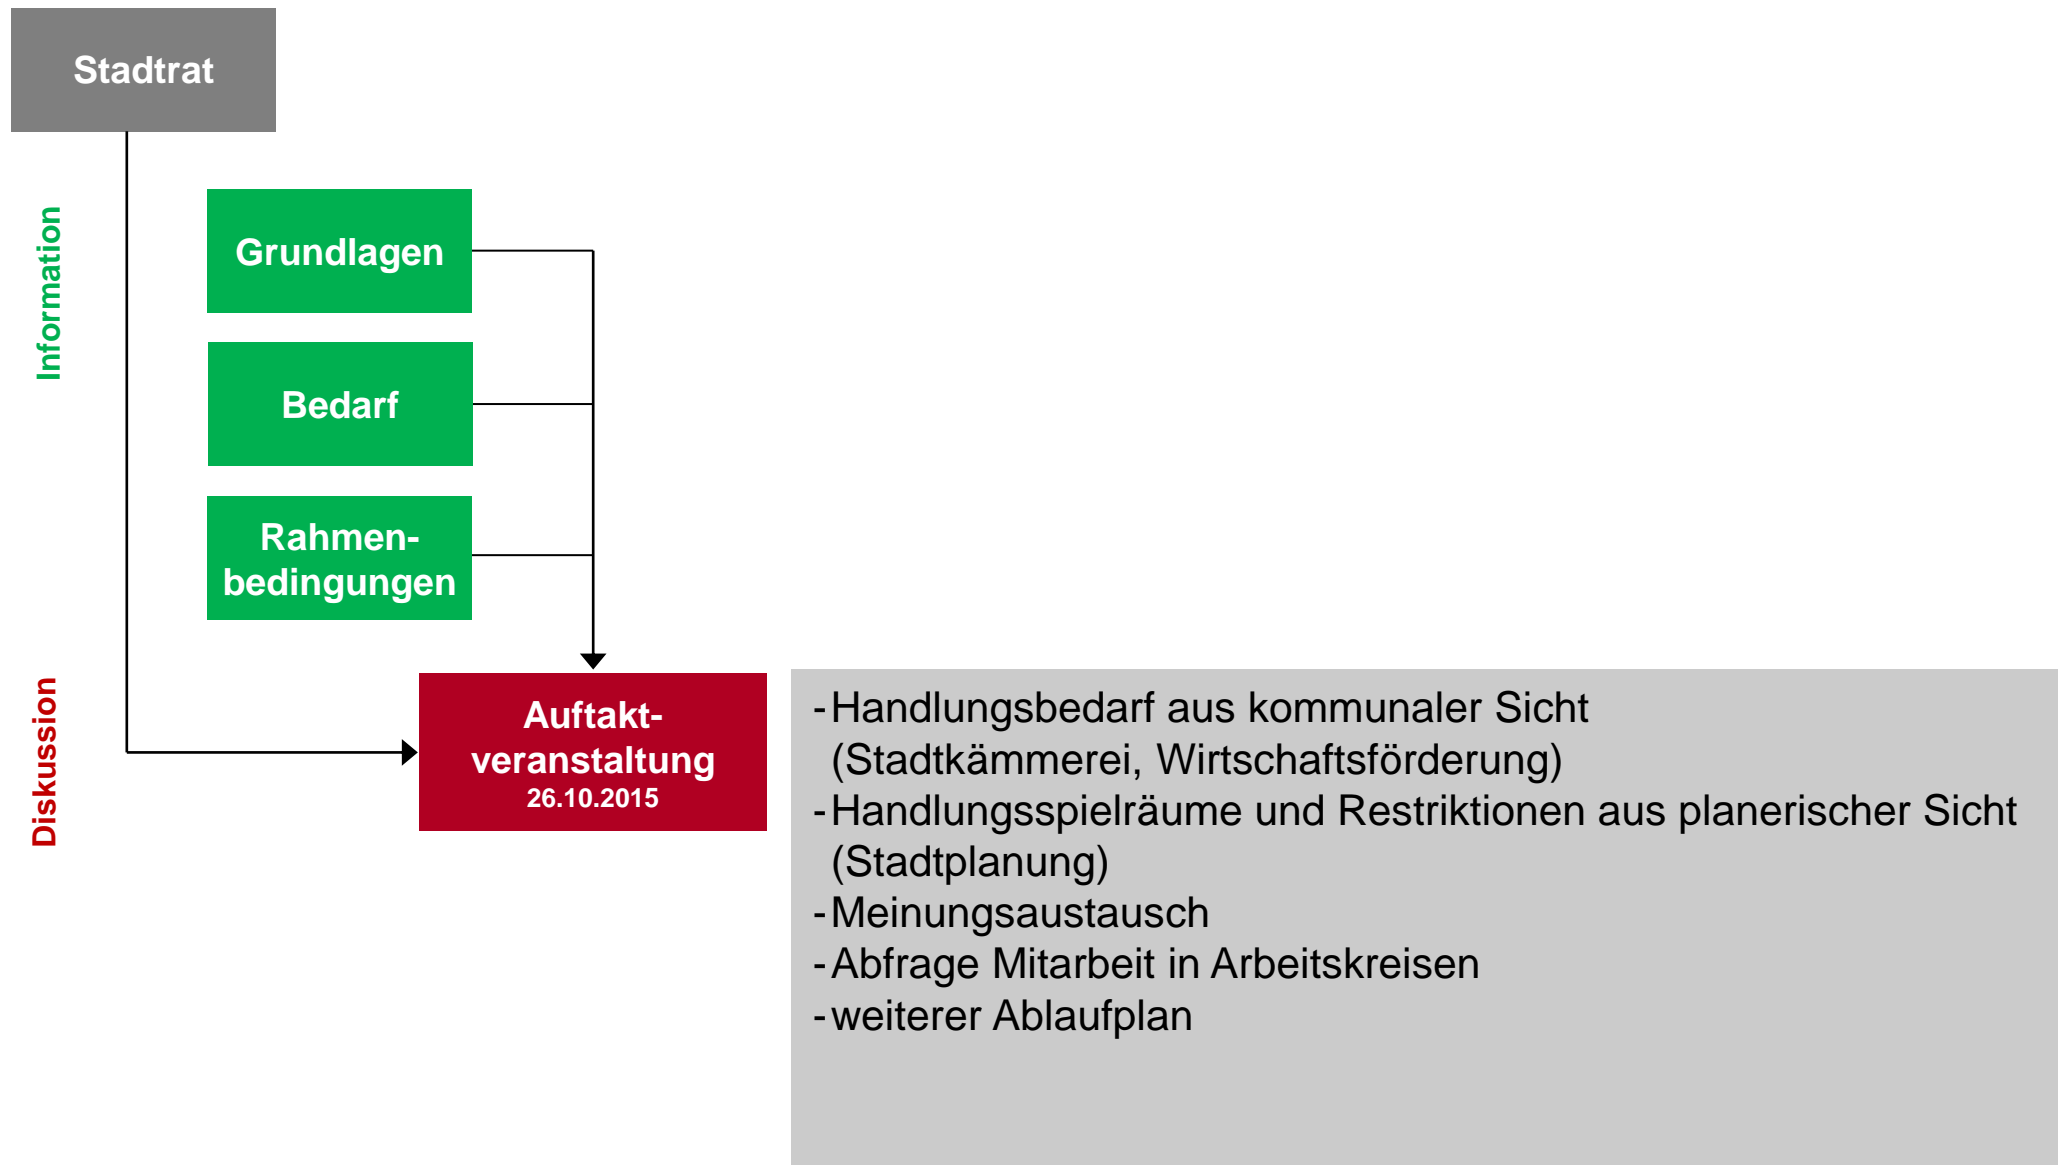 Stadtrat
Information
Grundlagen
Bedarf
Rahmen-
bedingungen
Diskussion
Auftakt-
veranstaltung
26.10.2015
-Handlungsbedarf aus kommunaler Sicht
(Stadtkämmerei, Wirtschaftsförderung)
-Handlungsspielräume und Restriktionen aus planerischer Sicht
(Stadtplanung)
-Meinungsaustausch
-Abfrage Mitarbeit in Arbeitskreisen
-weiterer Ablaufplan